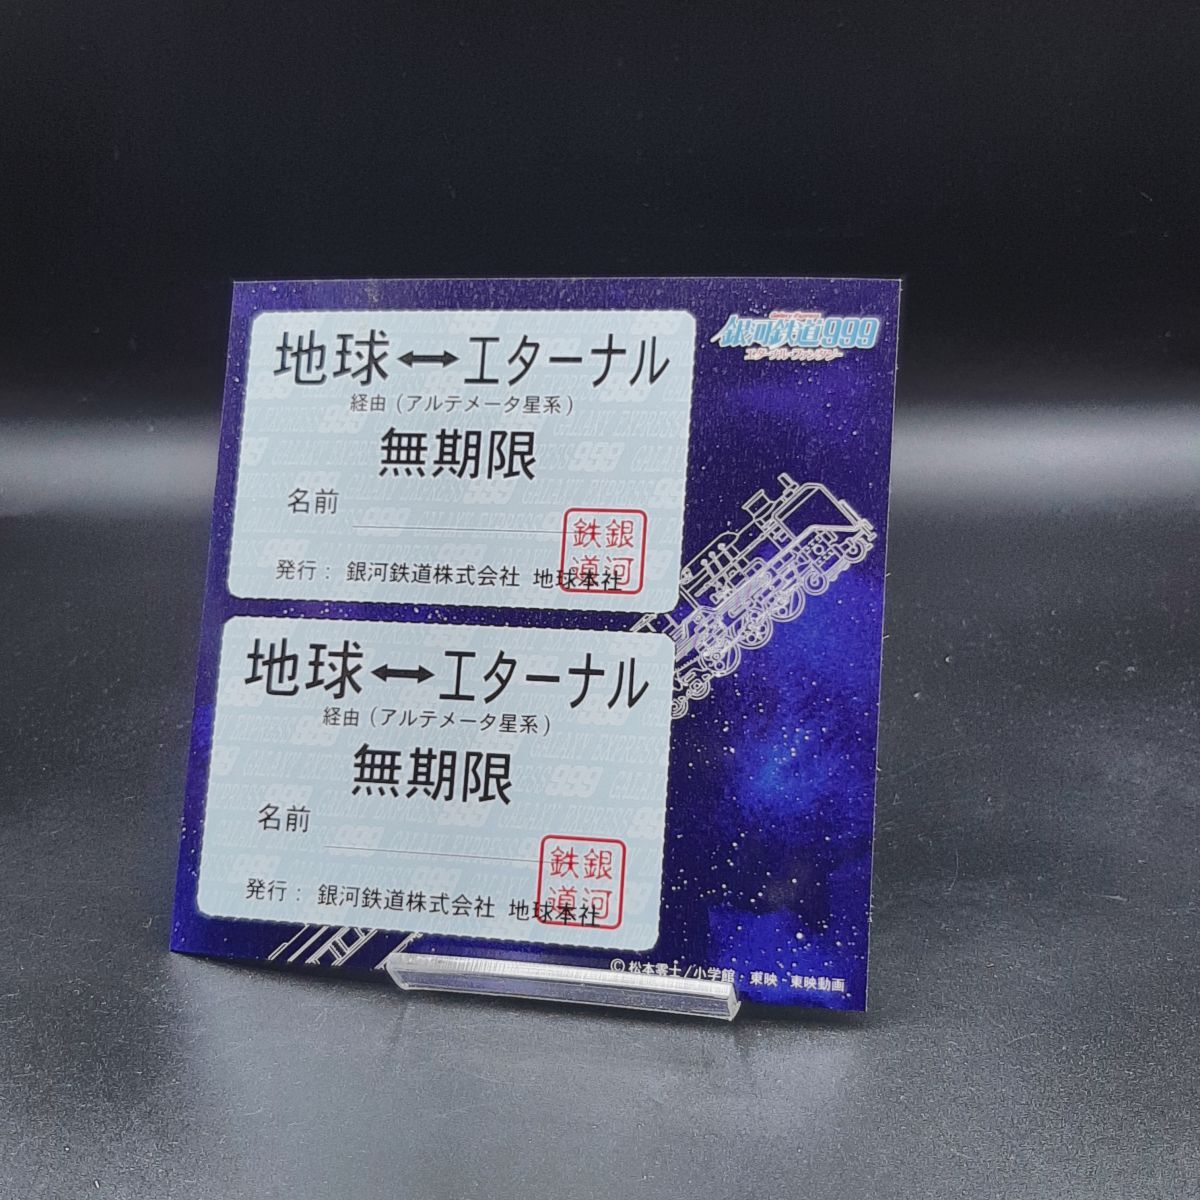 Galaxy Express
銀河鉄道999
エターナル・ファンタジー
地球↔エターナル
経由 (アルテメータ星系)
無期限
名前
発行： 銀河鉄道株式会社 地球本社
銀河
鉄道
地球↔エターナル
経由 (アルテメータ星系)
無期限
名前
発行： 銀河鉄道株式会社 地球本社
銀河
鉄道
GALAXY EXPRESS 999
© 松本零士/小学館・東映・東映動画